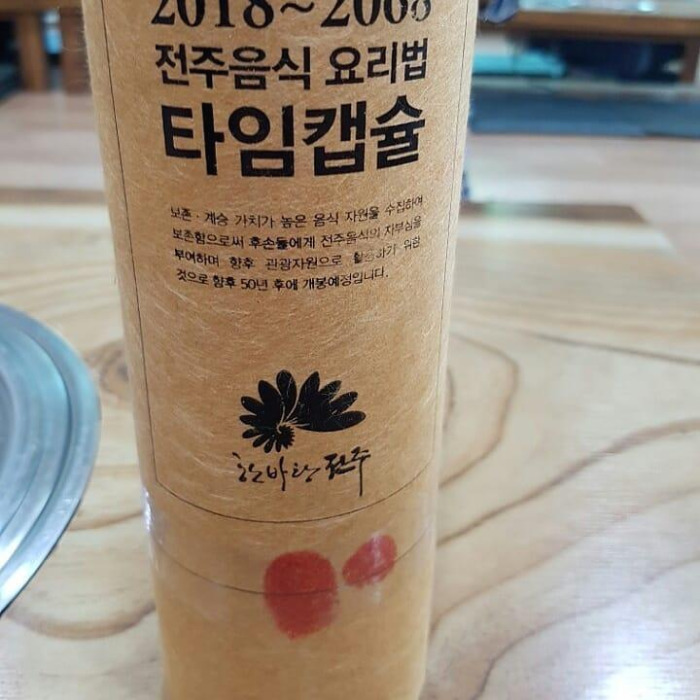 2018~2068
전주음식 요리법
타임캡슐
보존·계승 가치가 높은 음식 자원을 수집하여
보존함으로써 후손들에게 전주음식의 자부심을
부여하며 향후 관광자원으로 활용하기 위한
것으로 향후 50년 후에 개봉예정입니다.
한바탕 전주